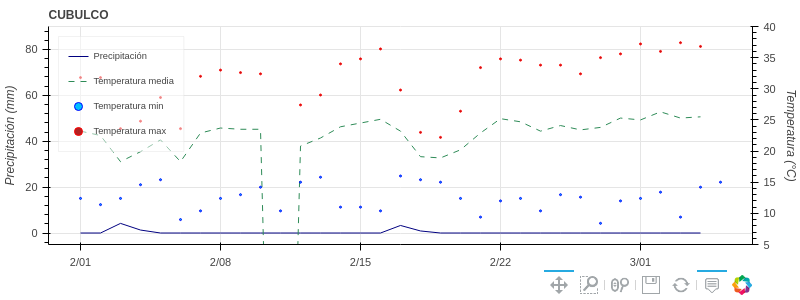 CUBULCO
Precipitación (mm)
80
60
40
20
0
Precipitación
Temperatura media
Temperatura min
Temperatura max
40
35
30
25
20
15
10
5
Temperatura (°C)
2/01 2/08 2/15 2/22 3/01